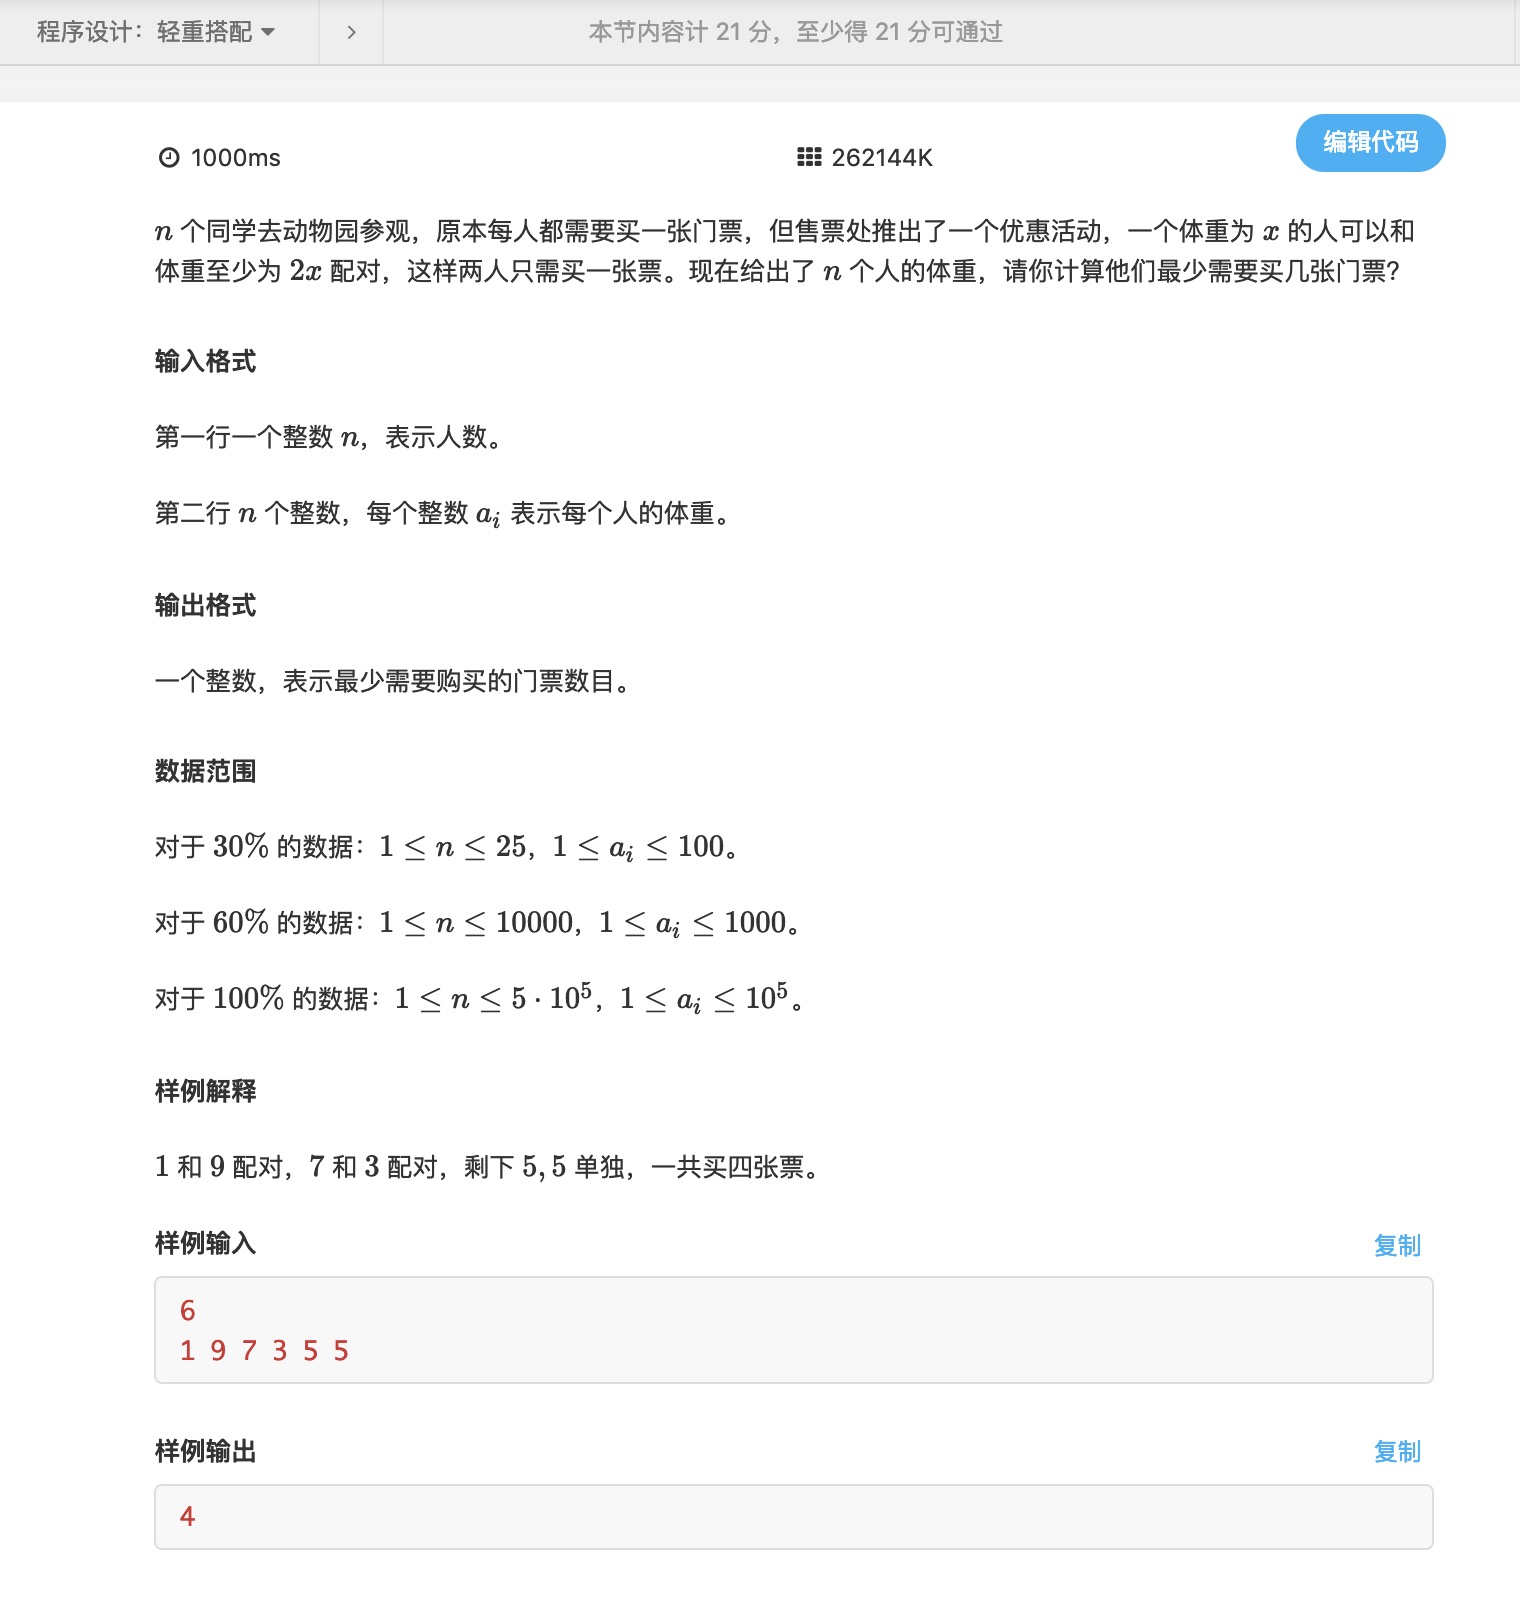 程序设计：轻重搭配
本节内容计 21 分，至少得 21 分可通过
1000ms
262144K
编辑代码
n 个同学去动物园参观，原本每人都需要买一张门票，但售票处推出了一个优惠活动，一个体重为 x 的人可以和
体重至少为 2x 配对，这样两人只需买一张票。现在给出了 n 个人的体重，请你计算他们最少需要买几张门票?
输入格式
第一行一个整数 n，表示人数。
第二行 n 个整数，每个整数 a_i 表示每个人的体重。
输出格式
一个整数，表示最少需要购买的门票数目。
数据范围
对于 30% 的数据：1 ≤ n ≤ 25，1 ≤ a_i ≤ 100。
对于 60% 的数据：1 ≤ n ≤ 10000，1 ≤ a_i ≤ 1000。
对于 100% 的数据：1 ≤ n ≤ 5 · 10^5，1 ≤ a_i ≤ 10^5。
样例解释
1 和 9 配对，7 和 3 配对，剩下 5, 5 单独，一共买四张票。
样例输入
复制
6
1 9 7 3 5 5
样例输出
复制
4